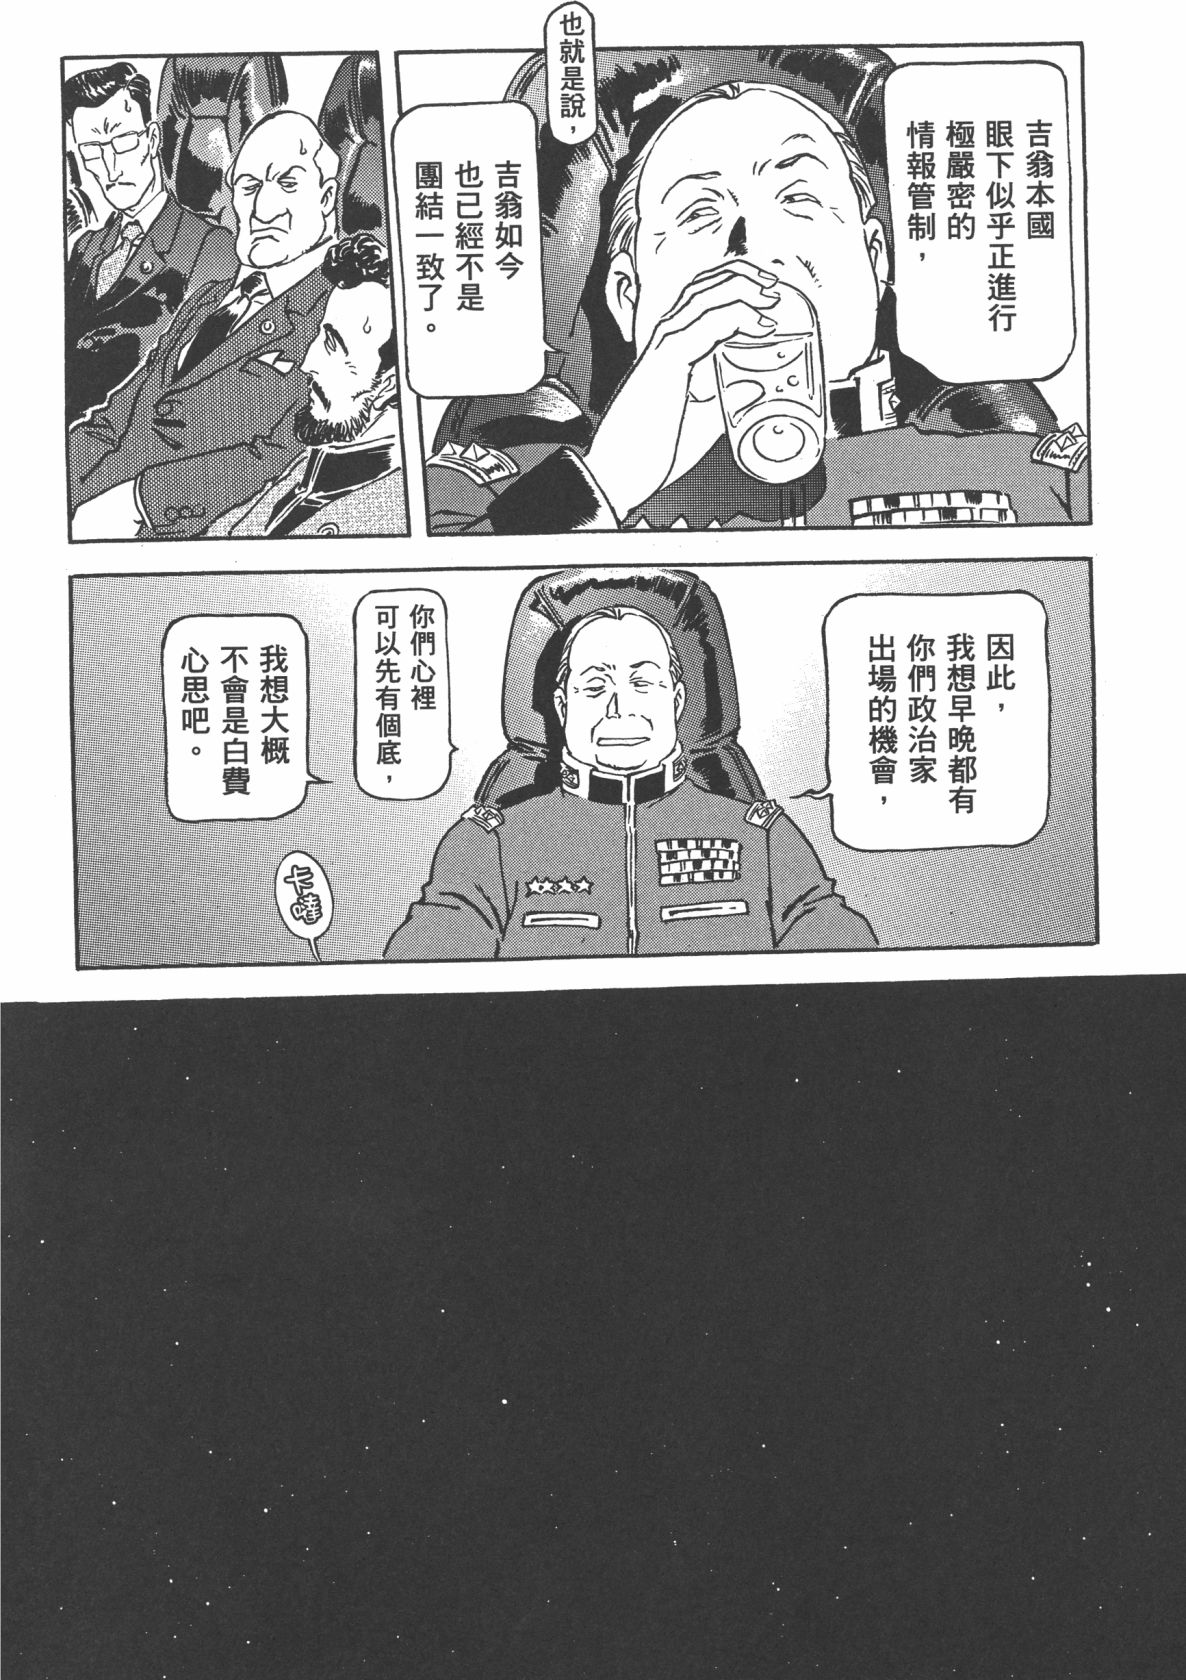 吉翁本國
眼下似乎正進行
極嚴密的
情報管制，
也就是說，
吉翁如今
也已經不是
團結一致了。
因此，
我想早晚都有
你們政治家
出場的機會，
你們心裡
可以先有個底，
我想大概
不會是白費
心思吧。
卡噠